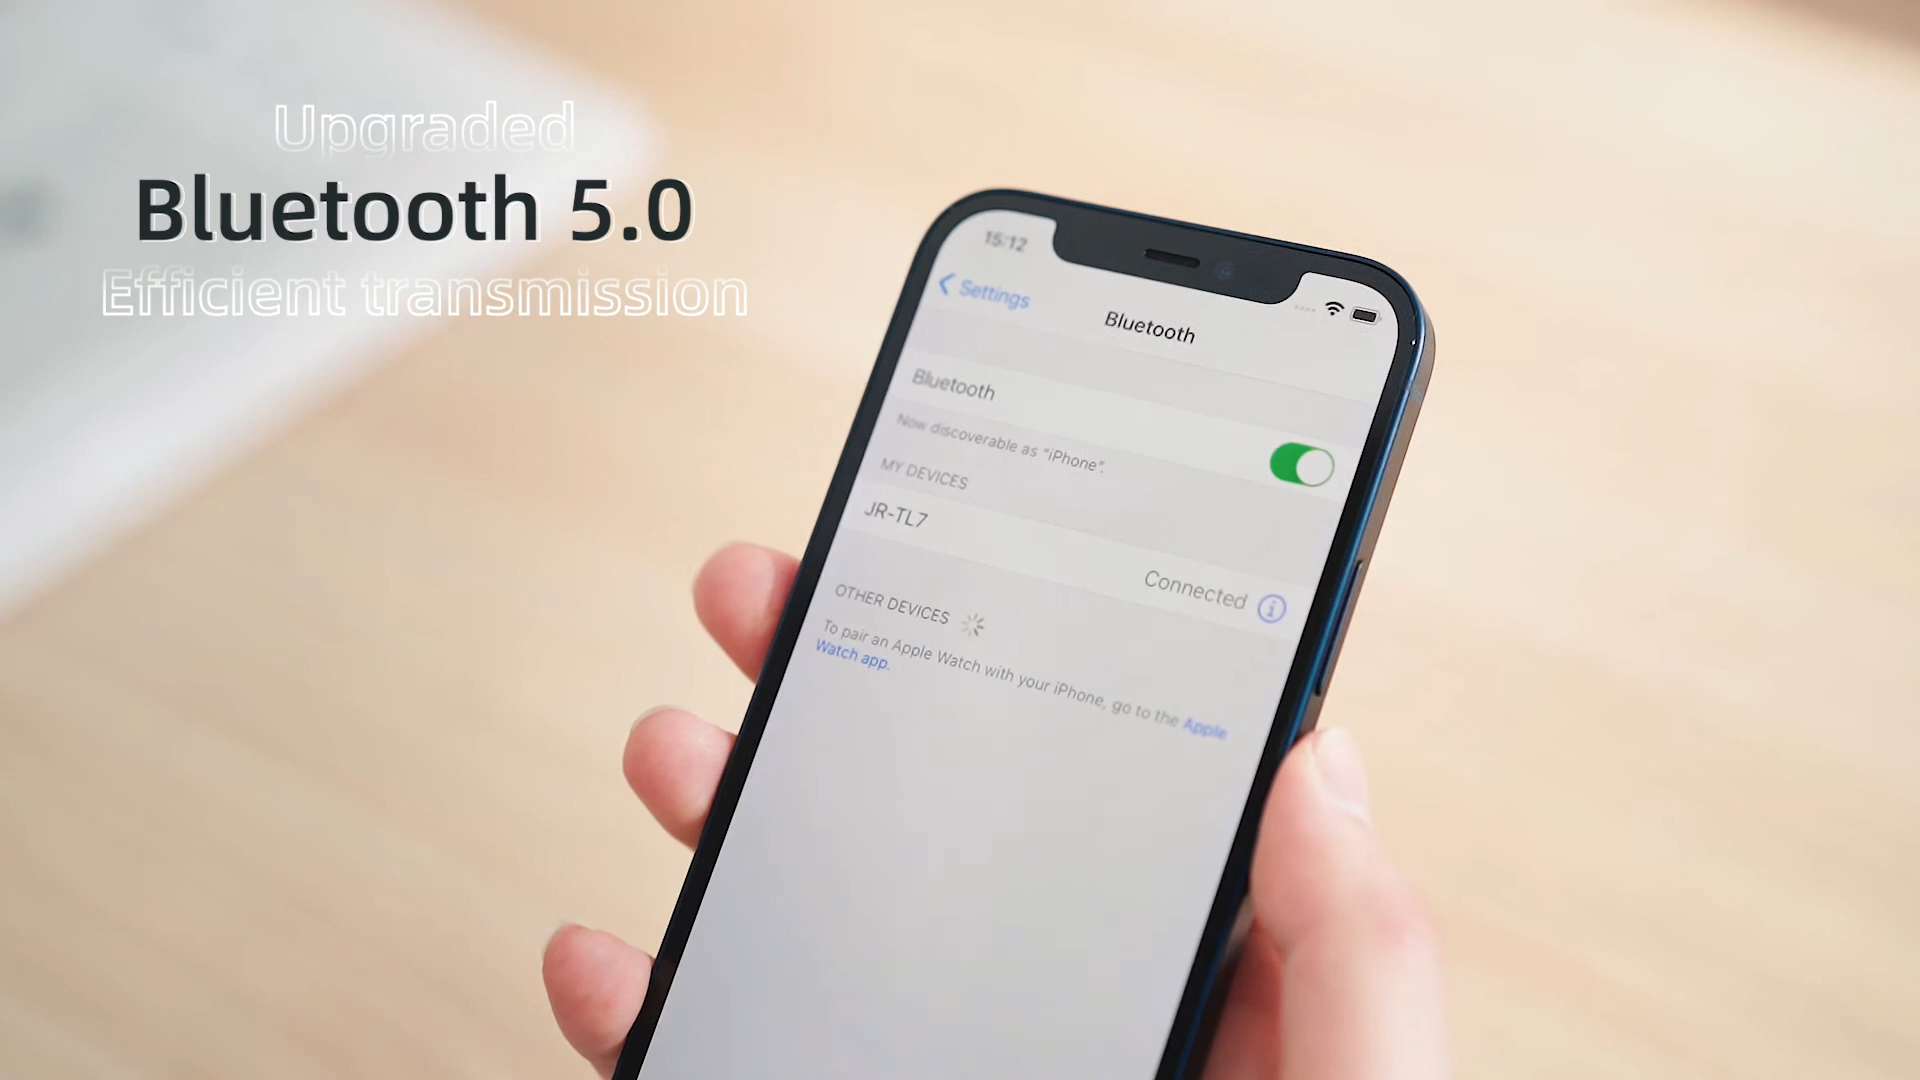 Upgraded
Bluetooth 5.0
Efficient transmission
15:12
Settings
Bluetooth
Bluetooth
Now discoverable as "iPhone".
MY DEVICES
JR-TL7
Connected
OTHER DEVICES
To pair an Apple Watch with your iPhone, go to the Apple
Watch app.